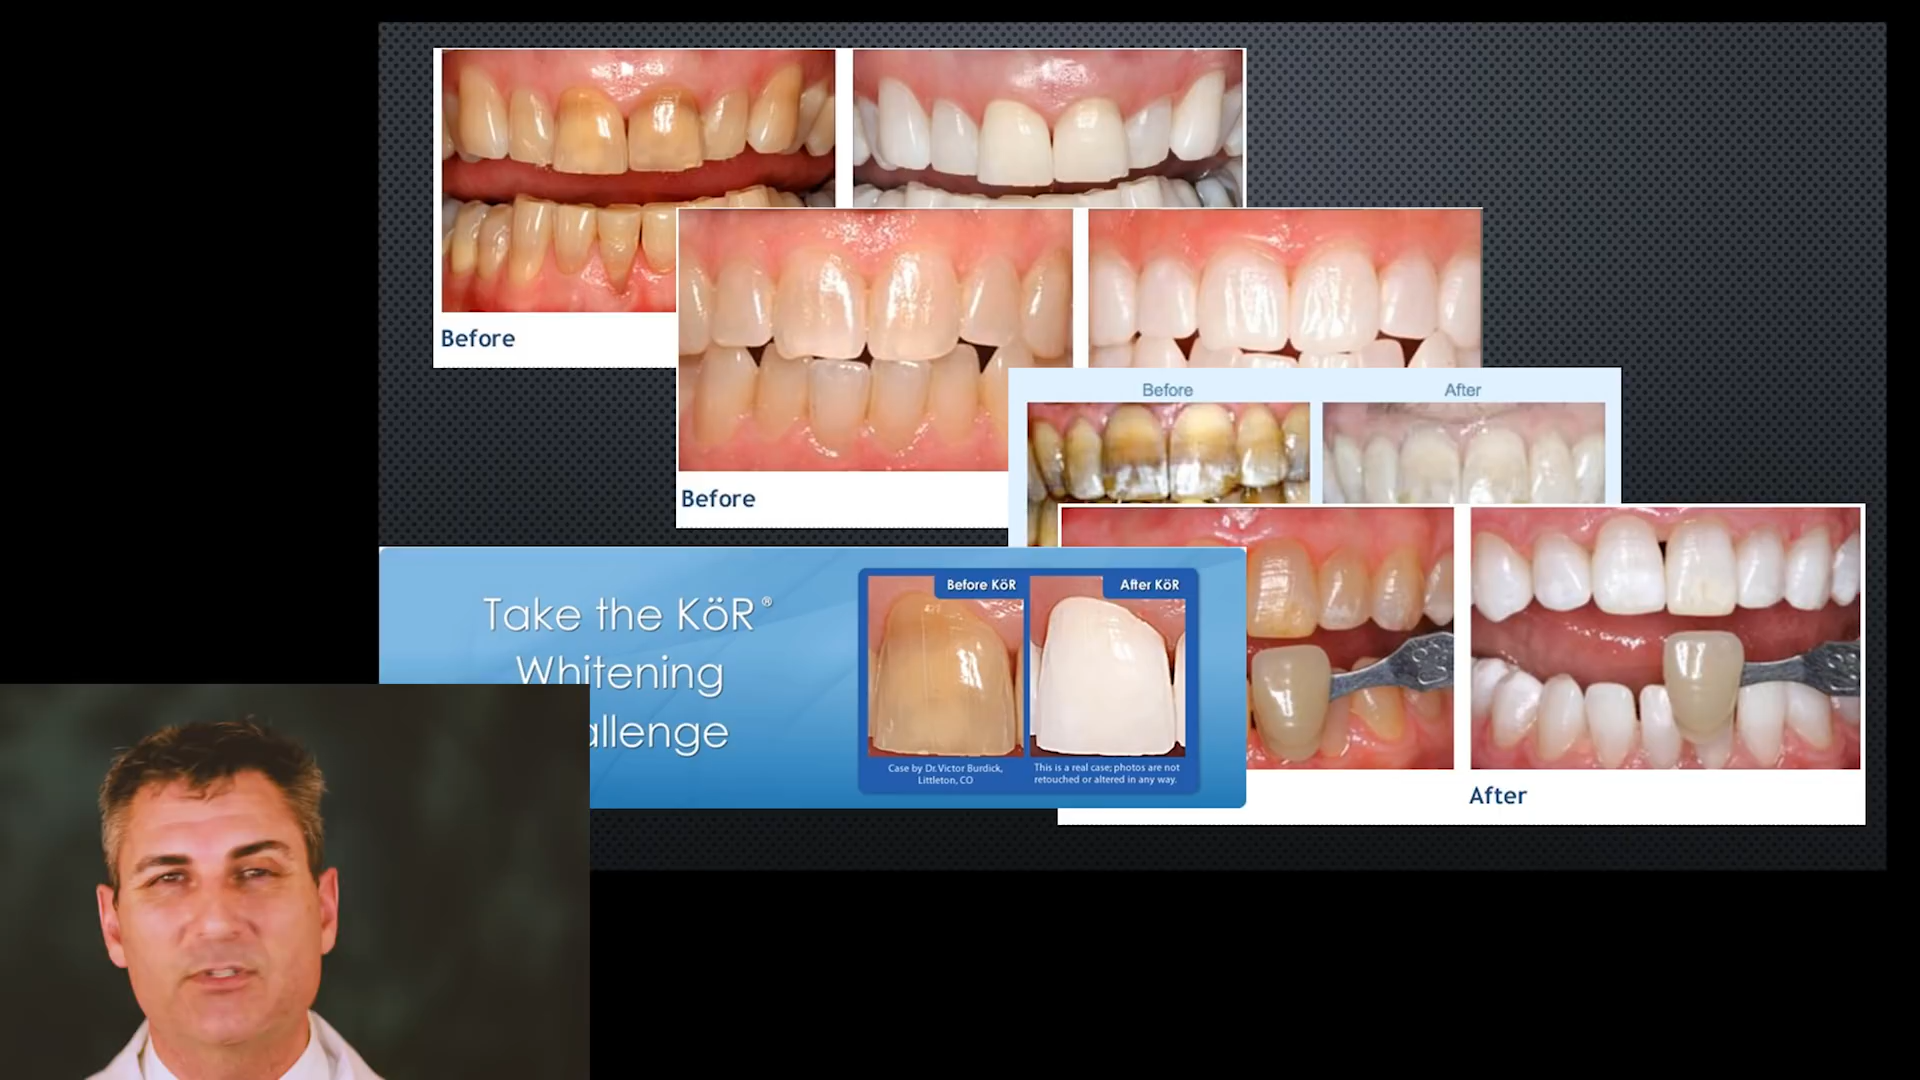 Before
Before
Before
After
Take the KöR®
Whitening
allenge
Before KöR
After KöR
Case by Dr. Victor Burdick,
Littleton, CO
This is a real case; photos are not
retouched or altered in any way.
After